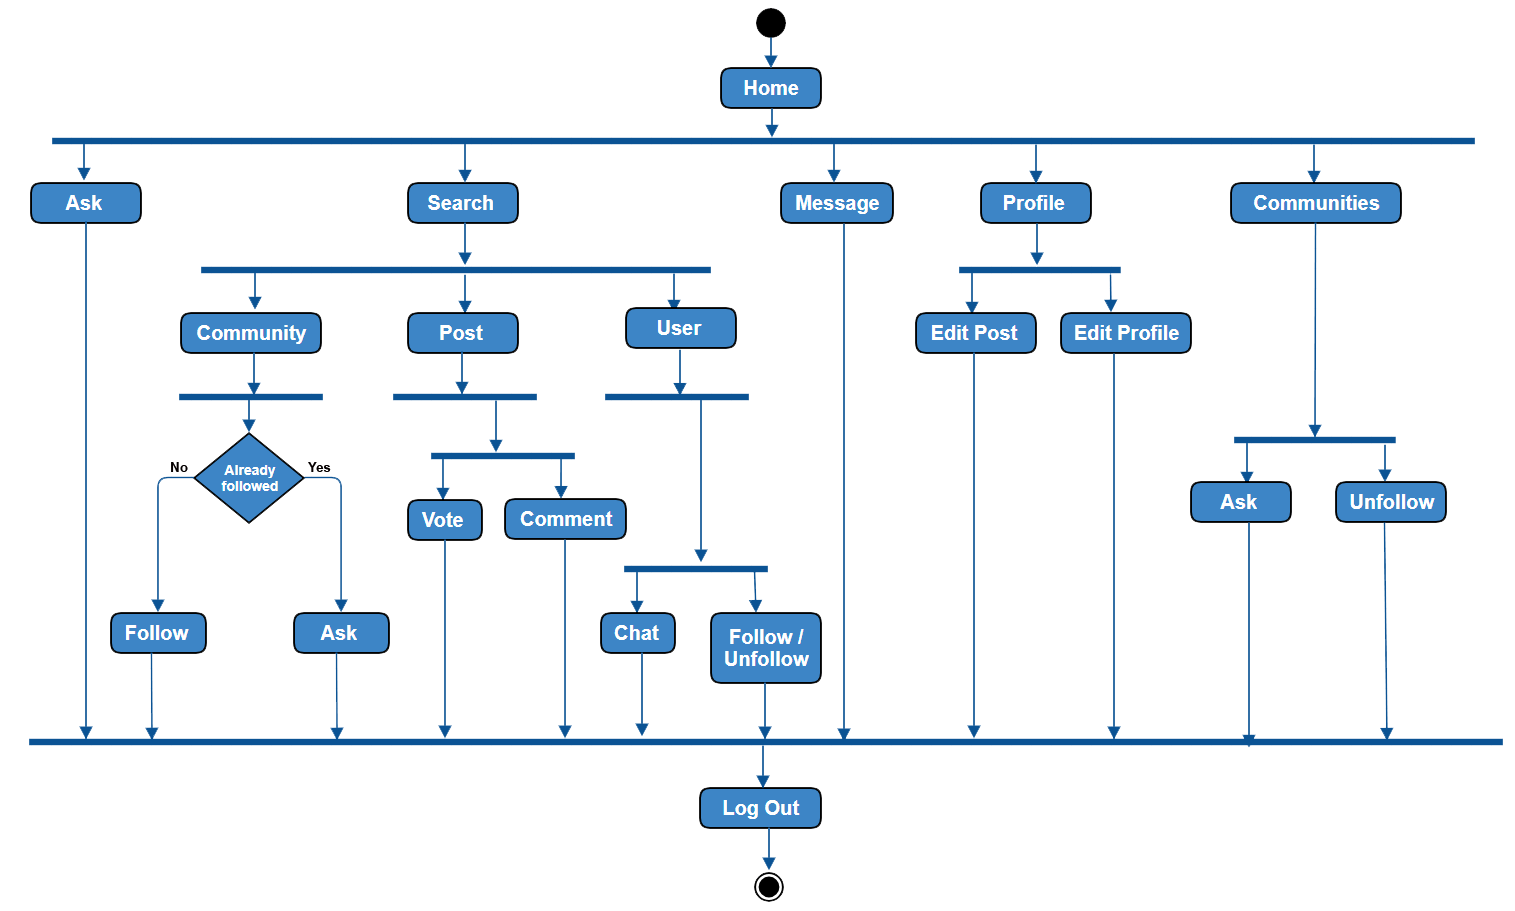 Home
Ask
Search
Message
Profile
Communities
Community
Post
User
Edit Post
Edit Profile
No
Already
followed
Yes
Vote
Comment
Ask
Unfollow
Follow
Ask
Chat
Follow /
Unfollow
Log Out